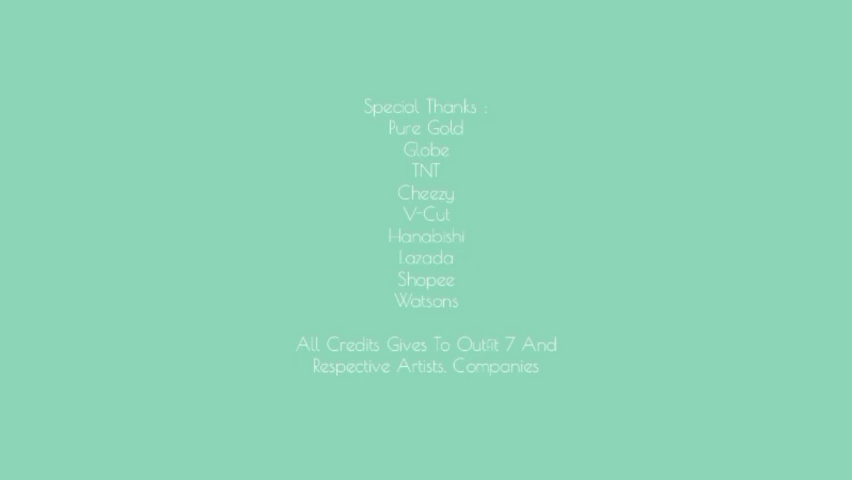 Special Thanks :
Pure Gold
Globe
TNT
Cheezy
V-Cut
Hanabishi
Lazada
Shopee
Watsons
All Credits Gives To Outfit 7 And
Respective Artists, Companies